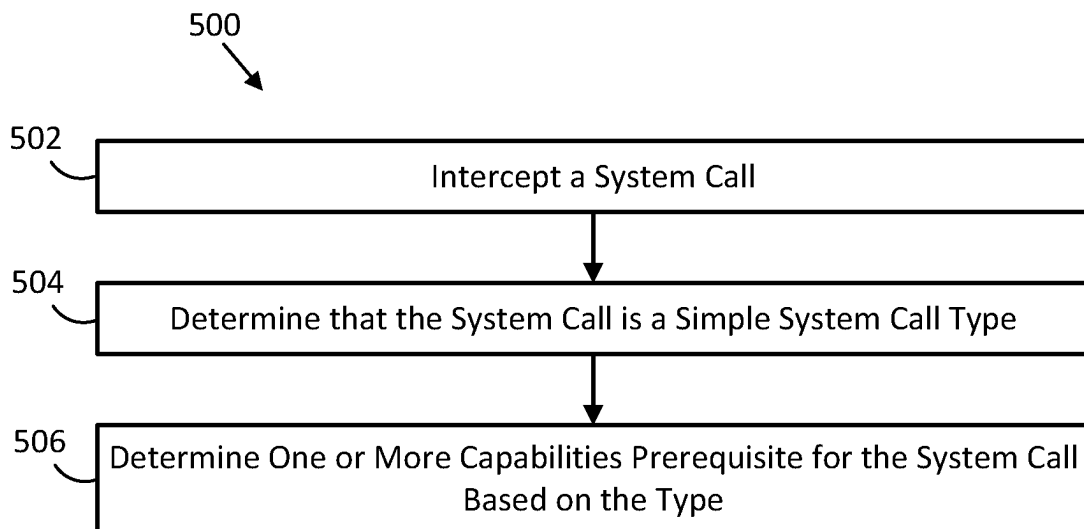 500
502
Intercept a System Call
504
Determine that the System Call is a Simple System Call Type
506
Determine One or More Capabilities Prerequisite for the System Call
Based on the Type